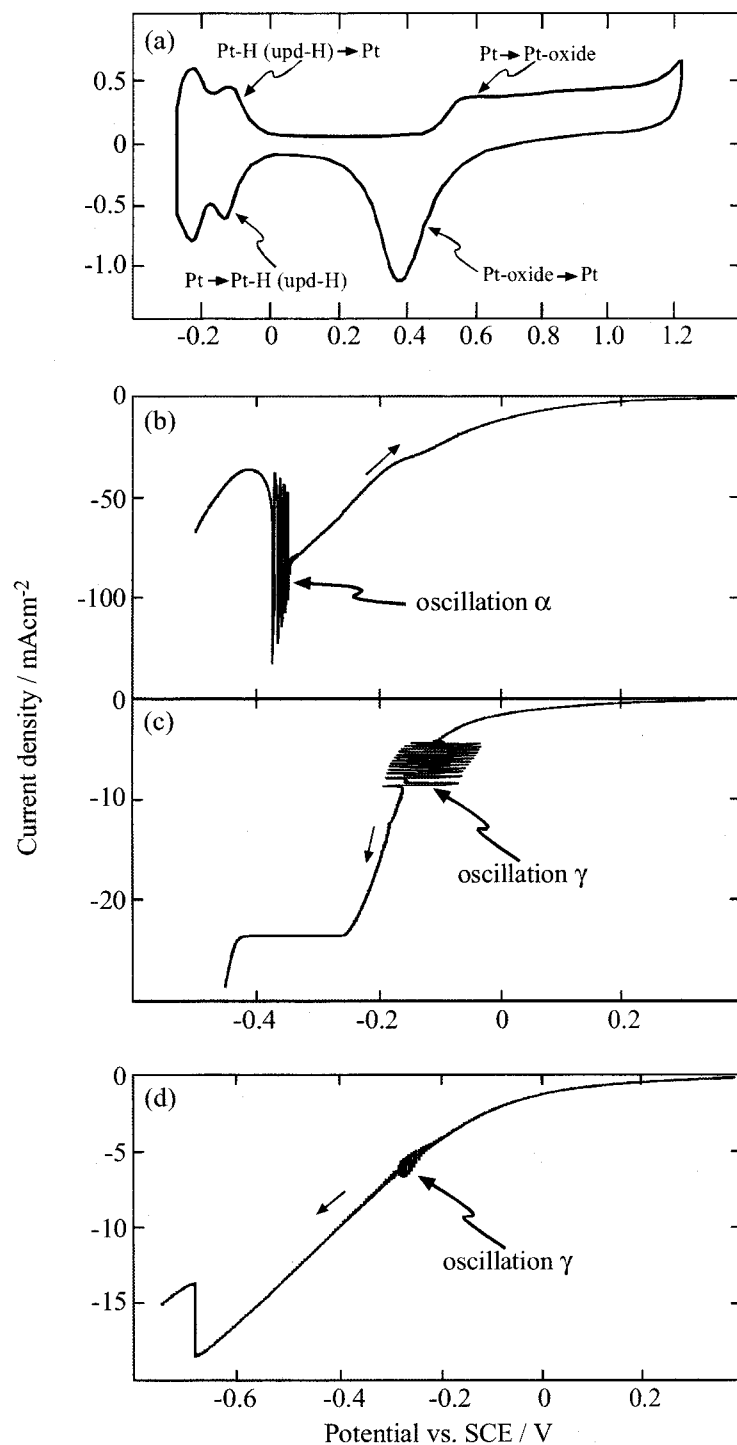 (a)
Pt-H (upd-H)→Pt
Pt→Pt-oxide
0.5
0
-0.5
-1.0
Pt→Pt-H (upd-H)
Pt-oxide→Pt
-0.2 0 0.2 0.4 0.6 0.8 1.0 1.2
(b)
0
-50
-100
oscillation α
(c)
0
-10
-20
oscillation γ
-0.4 -0.2 0 0.2
Current density / mAcm-2
(d)
0
-5
-10
-15
oscillation γ
-0.6 -0.4 -0.2 0 0.2
Potential vs. SCE / V